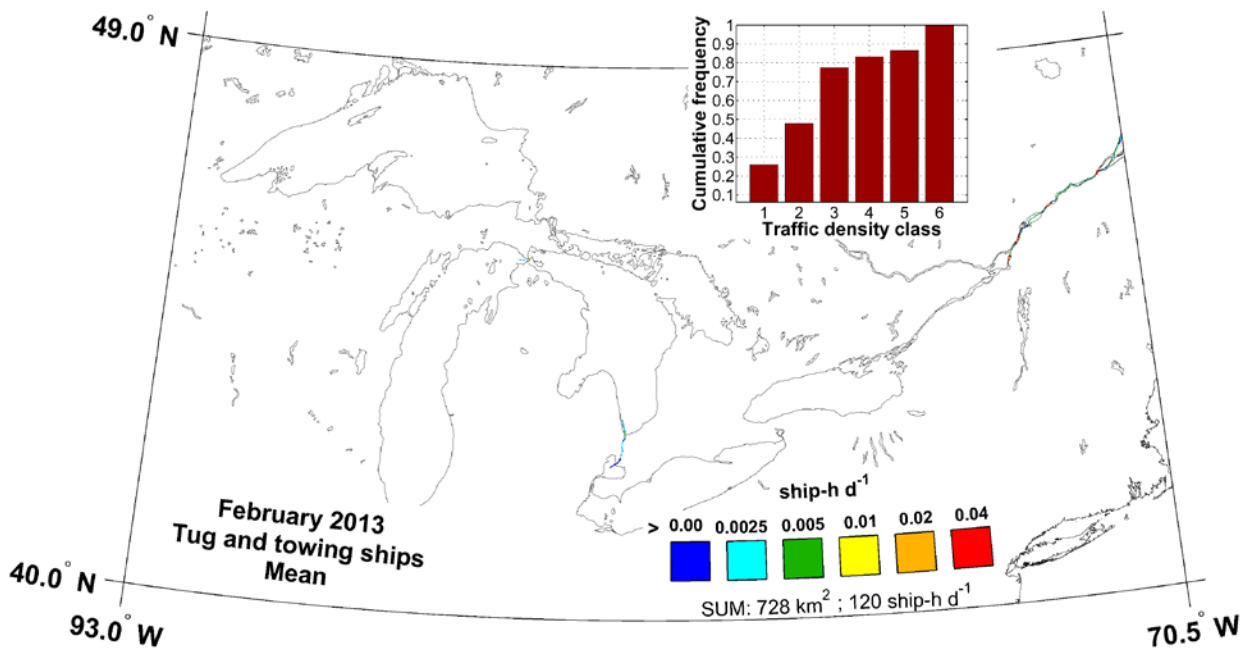 49.0° N
Cumulative frequency
1
0.9
0.8
0.7
0.6
0.5
0.4
0.3
0.2
0.1
1 2 3 4 5 6
Traffic density class
ship-h d⁻¹
> 0.00 0.0025 0.005 0.01 0.02 0.04
SUM: 728 km² ; 120 ship-h d⁻¹
February 2013
Tug and towing ships
Mean
40.0° N
93.0° W
70.5° W